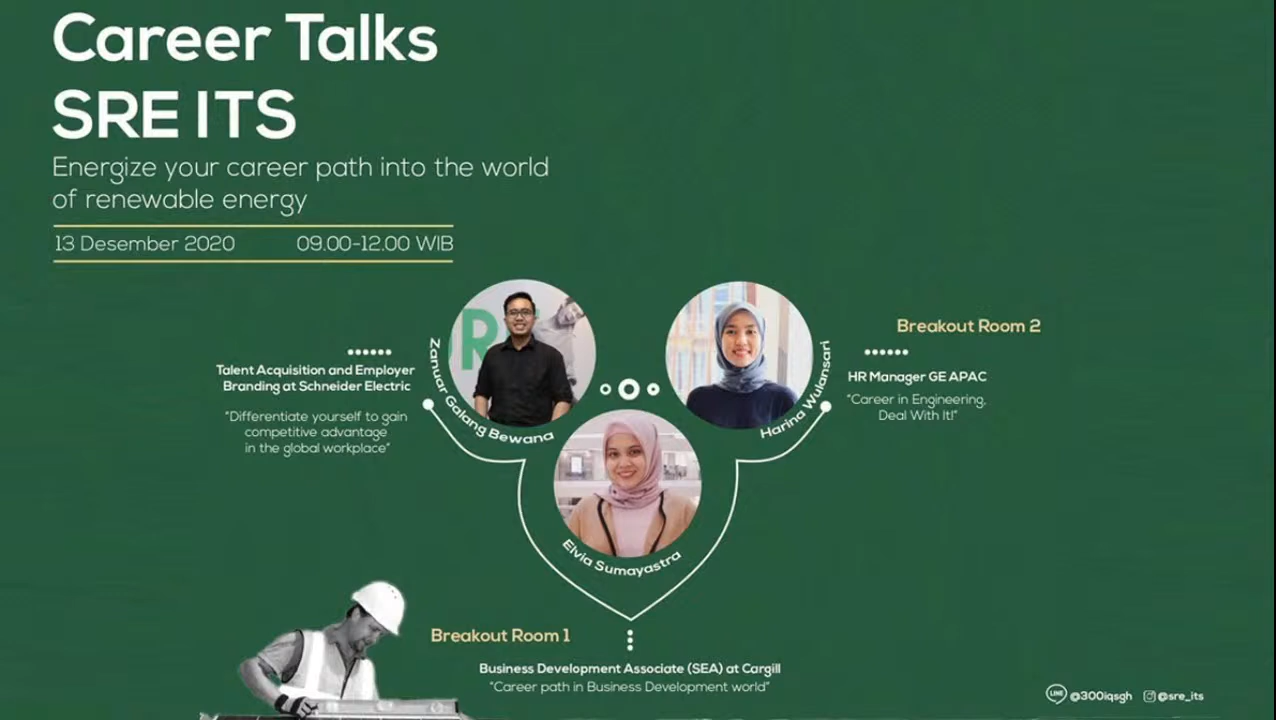 Career Talks
SRE ITS
Energize your career path into the world
of renewable energy
13 Desember 2020 09.00-12.00 WIB
Zanuar Galang Bewana
Talent Acquisition and Employer
Branding at Schneider Electric
"Differentiate yourself to gain
competitive advantage
in the global workplace"
Harina Wulansari
Breakout Room 2
HR Manager GE APAC
"Career in Engineering,
Deal With It!"
Elvia Sumayastra
Breakout Room 1
Business Development Associate (SEA) at Cargill
"Career path in Business Development world"
LINE @300iqsgh @sre_its